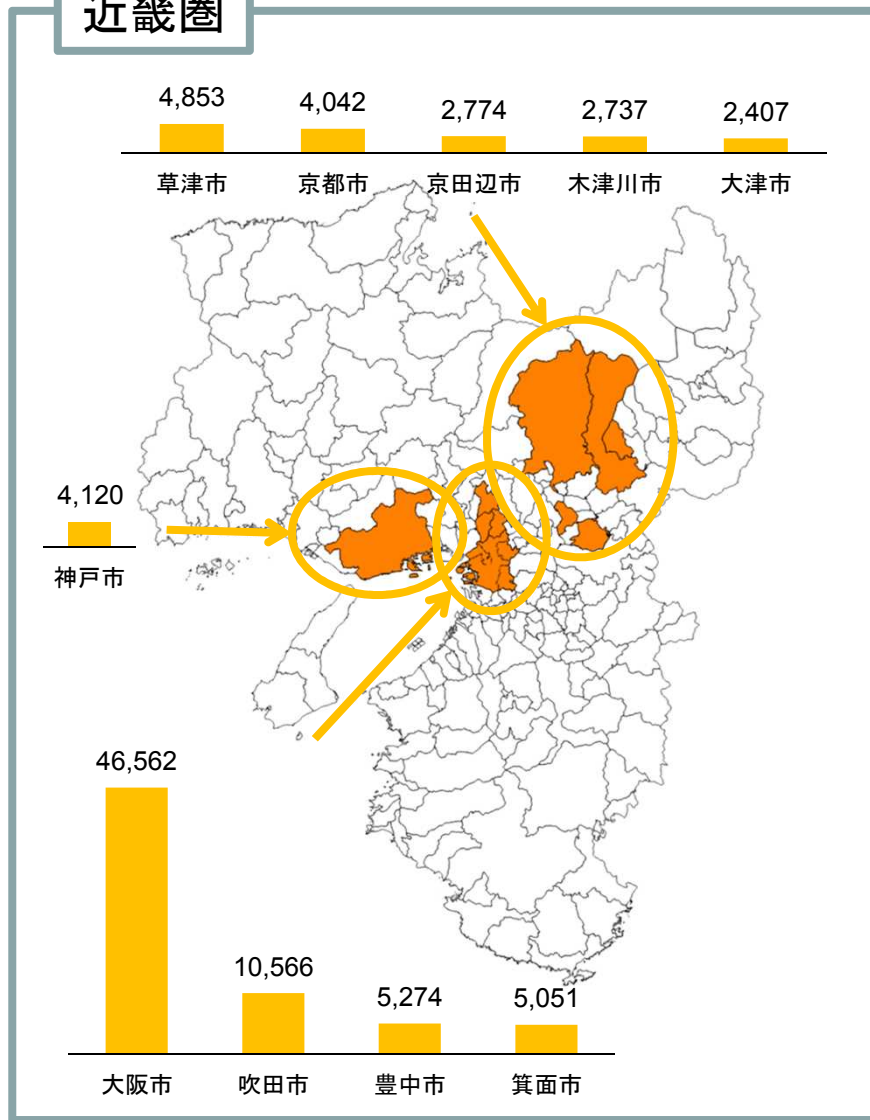 近畿圏
4,853 4,042 2,774 2,737 2,407
草津市 京都市 京田辺市 木津川市 大津市
4,120
神戸市
46,562 10,566 5,274 5,051
大阪市 吹田市 豊中市 箕面市